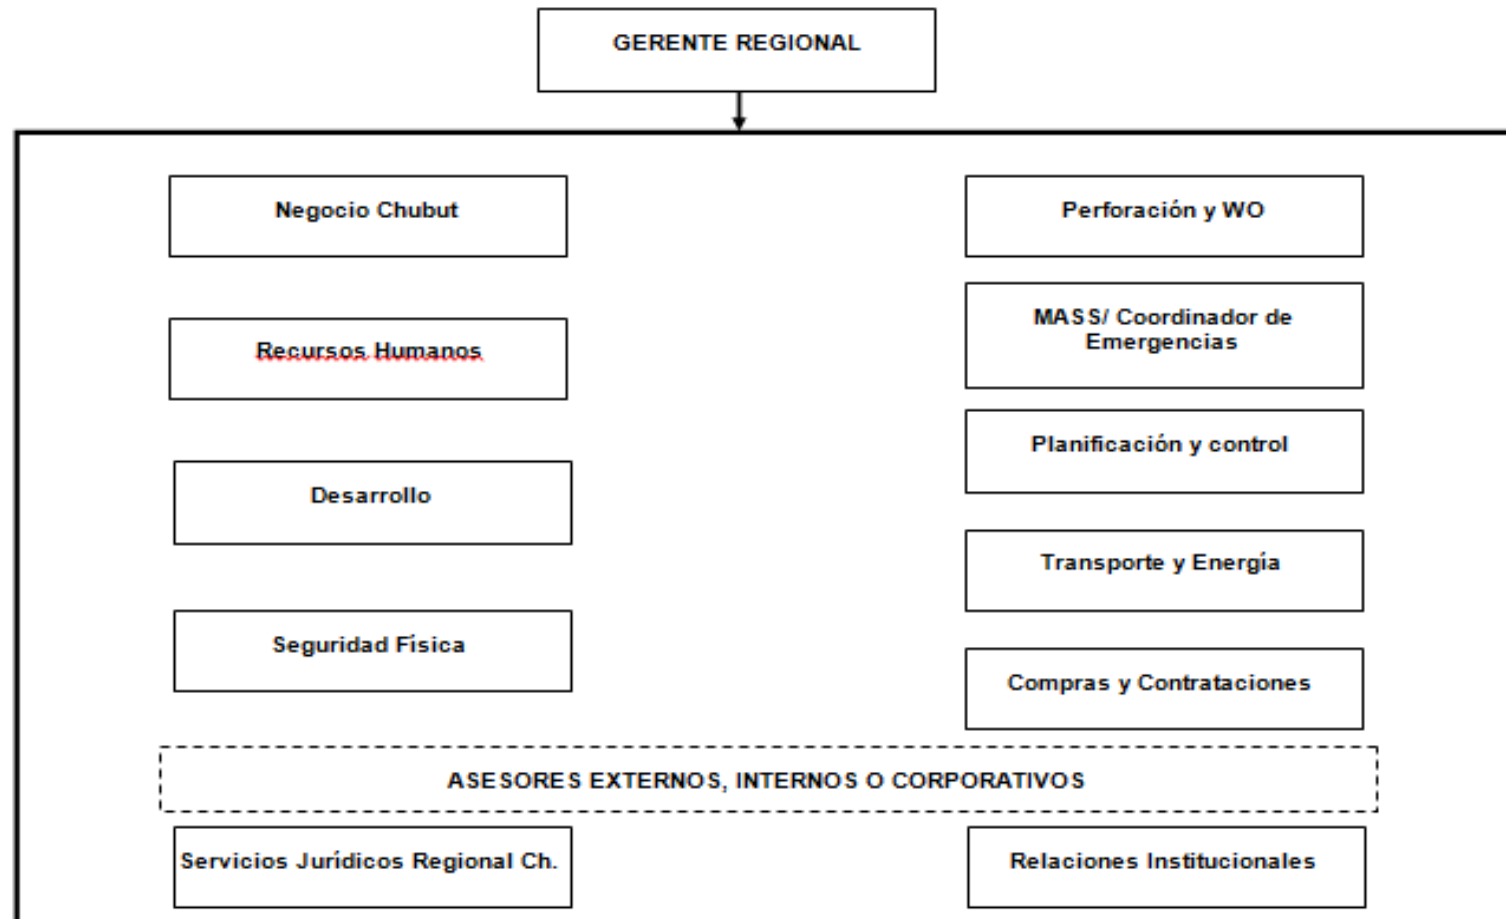 GERENTE REGIONAL
Negocio Chubut
Perforación y WO
Recursos Humanos
MASS/ Coordinador de
Emergencias
Planificación y control
Desarrollo
Transporte y Energía
Seguridad Física
Compras y Contrataciones
ASESORES EXTERNOS, INTERNOS O CORPORATIVOS
Servicios Jurídicos Regional Ch.
Relaciones Institucionales